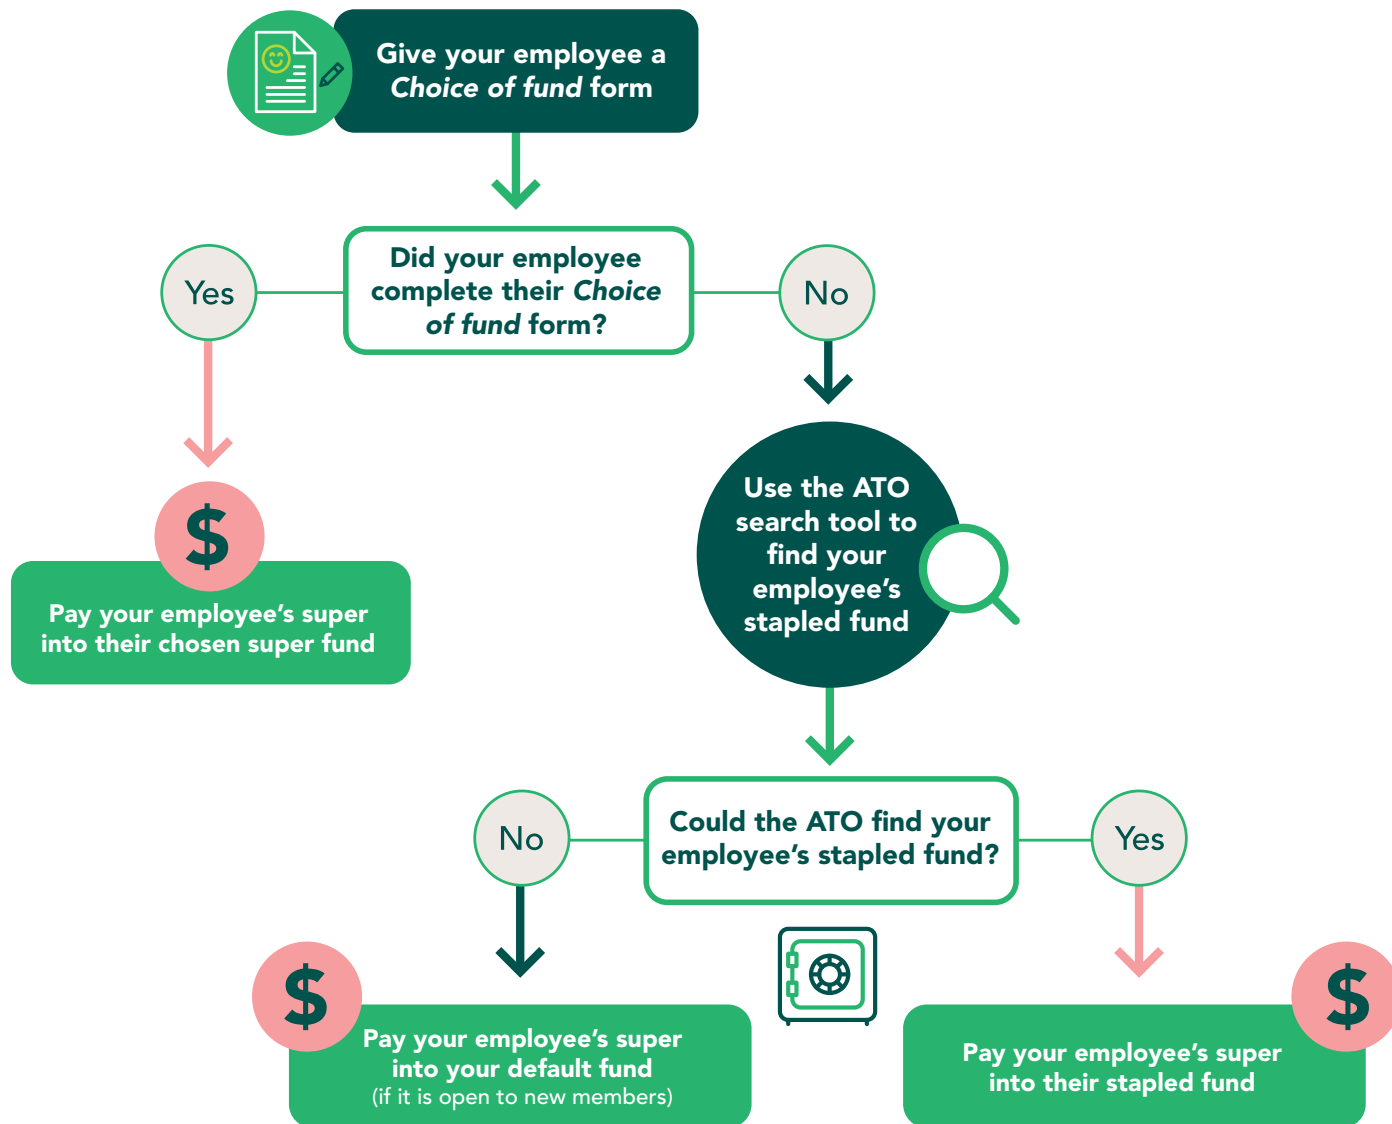 Give your employee a
Choice of fund form
Did your employee
complete their Choice
of fund form?
Yes
No
$
Pay your employee's super
into their chosen super fund
Use the ATO
search tool to
find your
employee's
stapled fund
Could the ATO find your
employee's stapled fund?
No
Yes
$
Pay your employee's super
into your default fund
(if it is open to new members)
$
Pay your employee's super
into their stapled fund